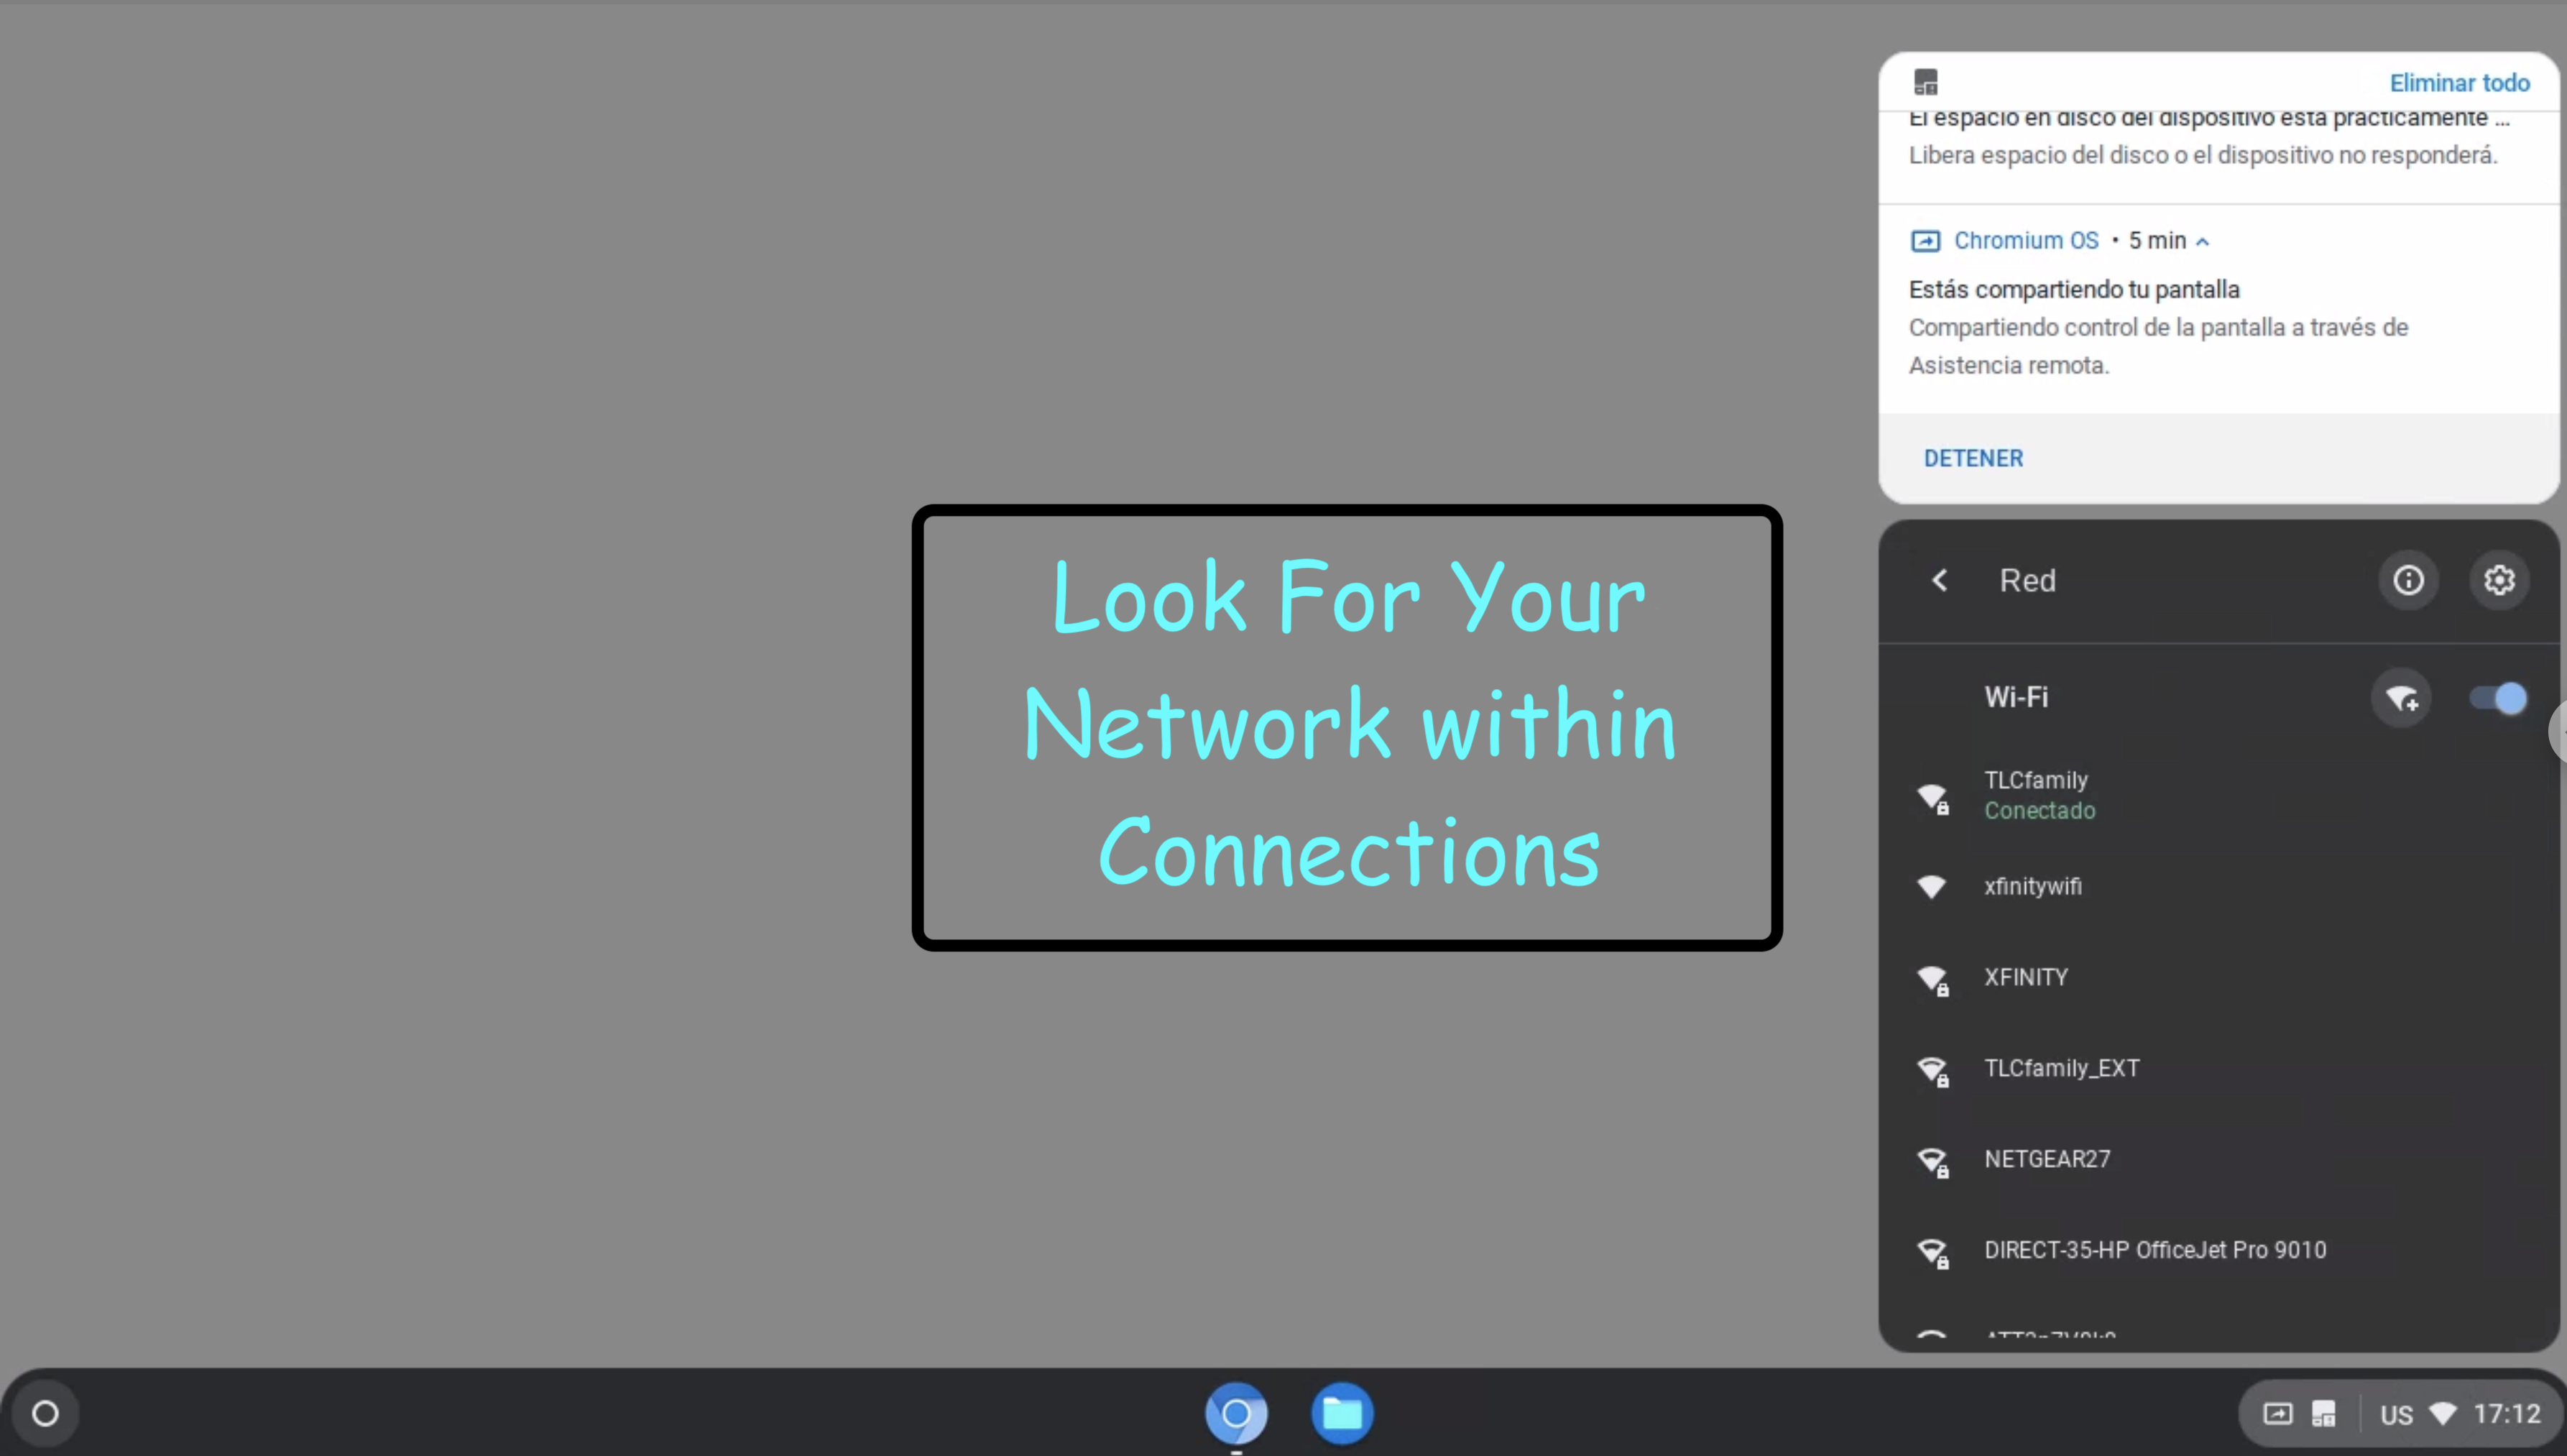 Eliminar todo
El espacio en disco del dispositivo está prácticamente ...
Libera espacio del disco o el dispositivo no responderá.
Chromium OS • 5 min
Estás compartiendo tu pantalla
Compartiendo control de la pantalla a través de
Asistencia remota.
DETENER
Look For Your
Network within
Connections
Red
Wi-Fi
TLCfamily
Conectado
xfinitywifi
XFINITY
TLCfamily_EXT
NETGEAR27
DIRECT-35-HP OfficeJet Pro 9010
US 17:12